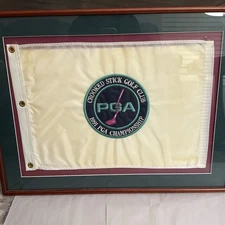 CROOKED STICK GOLF CLUB
PGA
1991 PGA CHAMPIONSHIP